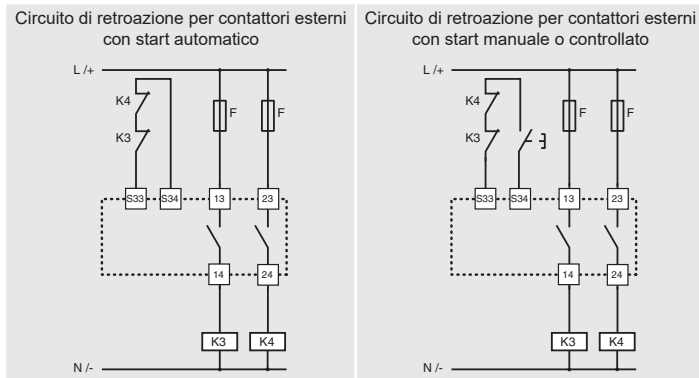 Circuito di retroazione per contattori esterni
con start automatico
L /+
K4
F
F
K3
S33
S34
13
23
14
24
K3
K4
N /-
Circuito di retroazione per contattori esterni
con start manuale o controllato
L /+
K4
F
F
K3
S33
S34
13
23
14
24
K3
K4
N /-